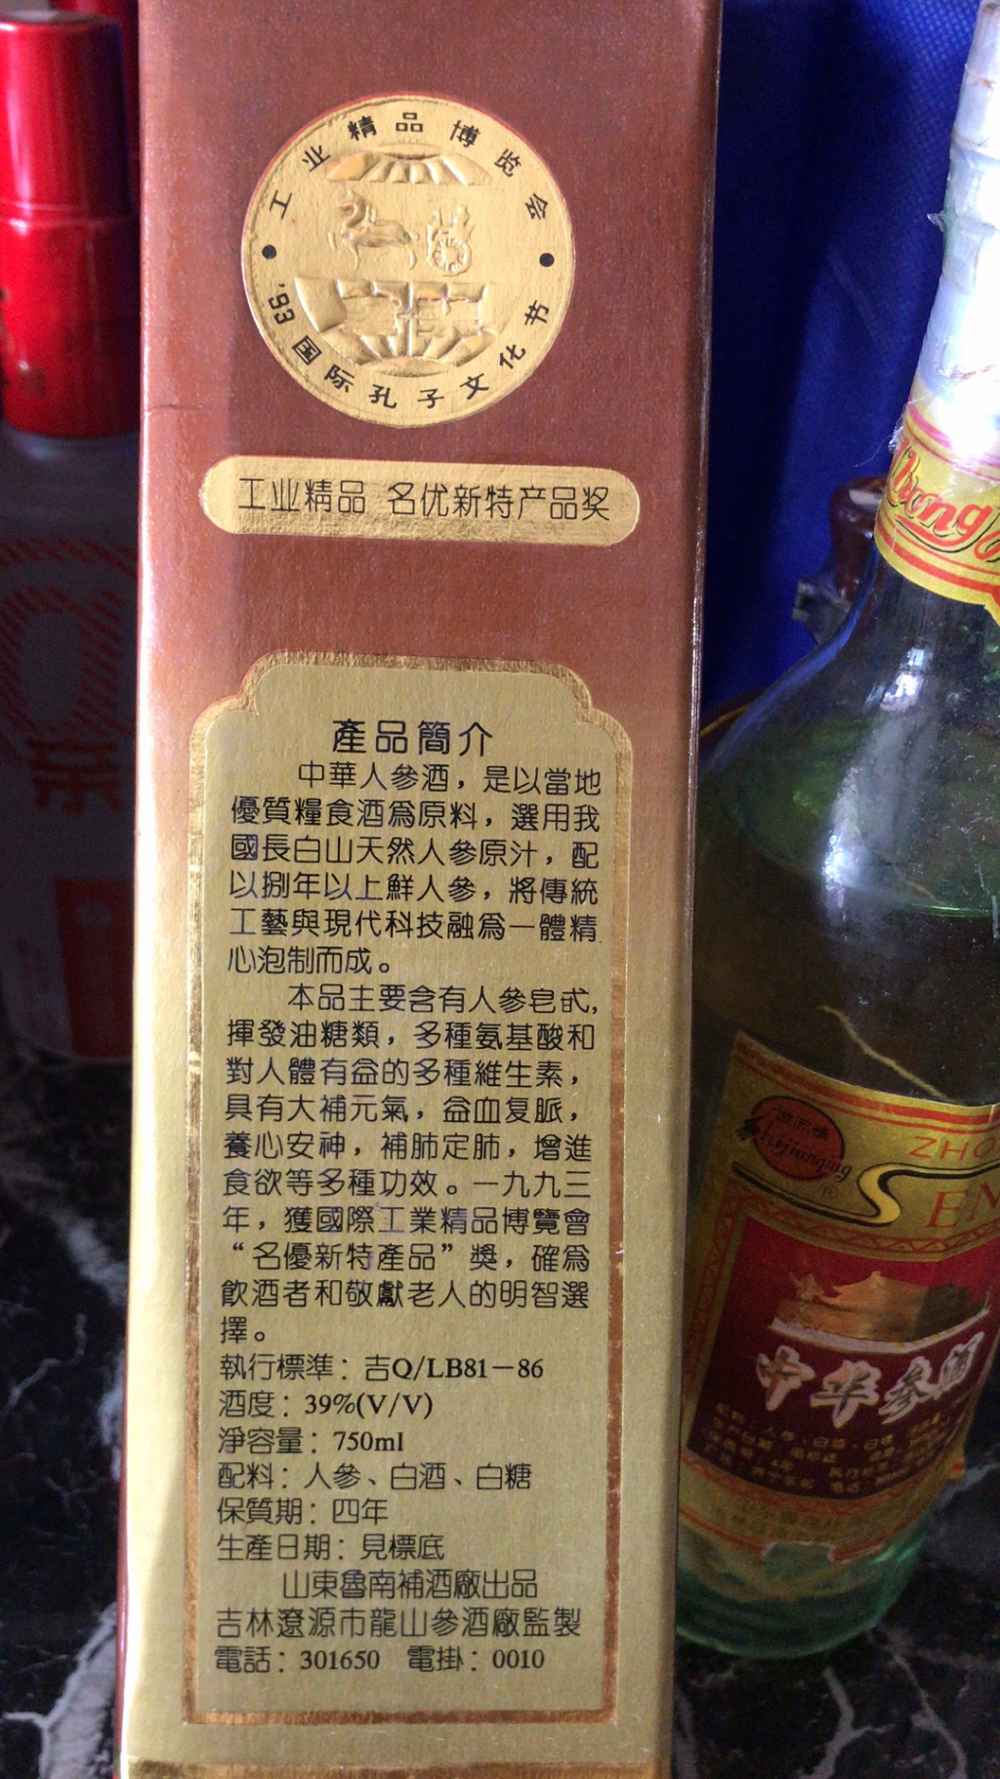 工业精品博览会
'93国际孔子文化节
工业精品 名优新特产品奖
產品簡介
中華人參酒，是以當地
優質糧食酒爲原料，選用我
國長白山天然人參原汁，配
以捌年以上鮮人參，將傳統
工藝與現代科技融爲一體精
心泡制而成。
本品主要含有人參皂甙，
揮發油糖類，多種氨基酸和
對人體有益的多種維生素，
具有大補元氣，益血复脈，
養心安神，補肺定肺，增進
食欲等多種功效。一九九三
年，獲國際工業精品博覽會
“名優新特產品”獎，確爲
飲酒者和敬獻老人的明智選
擇。
執行標準：吉Q/LB81－86
酒度：39%(V/V)
淨容量：750ml
配料：人參、白酒、白糖
保質期：四年
生產日期：見標底
山東魯南補酒廠出品
吉林遼源市龍山參酒廠監製
電話：301650 電掛：0010
ZHO
EN
中华参酒